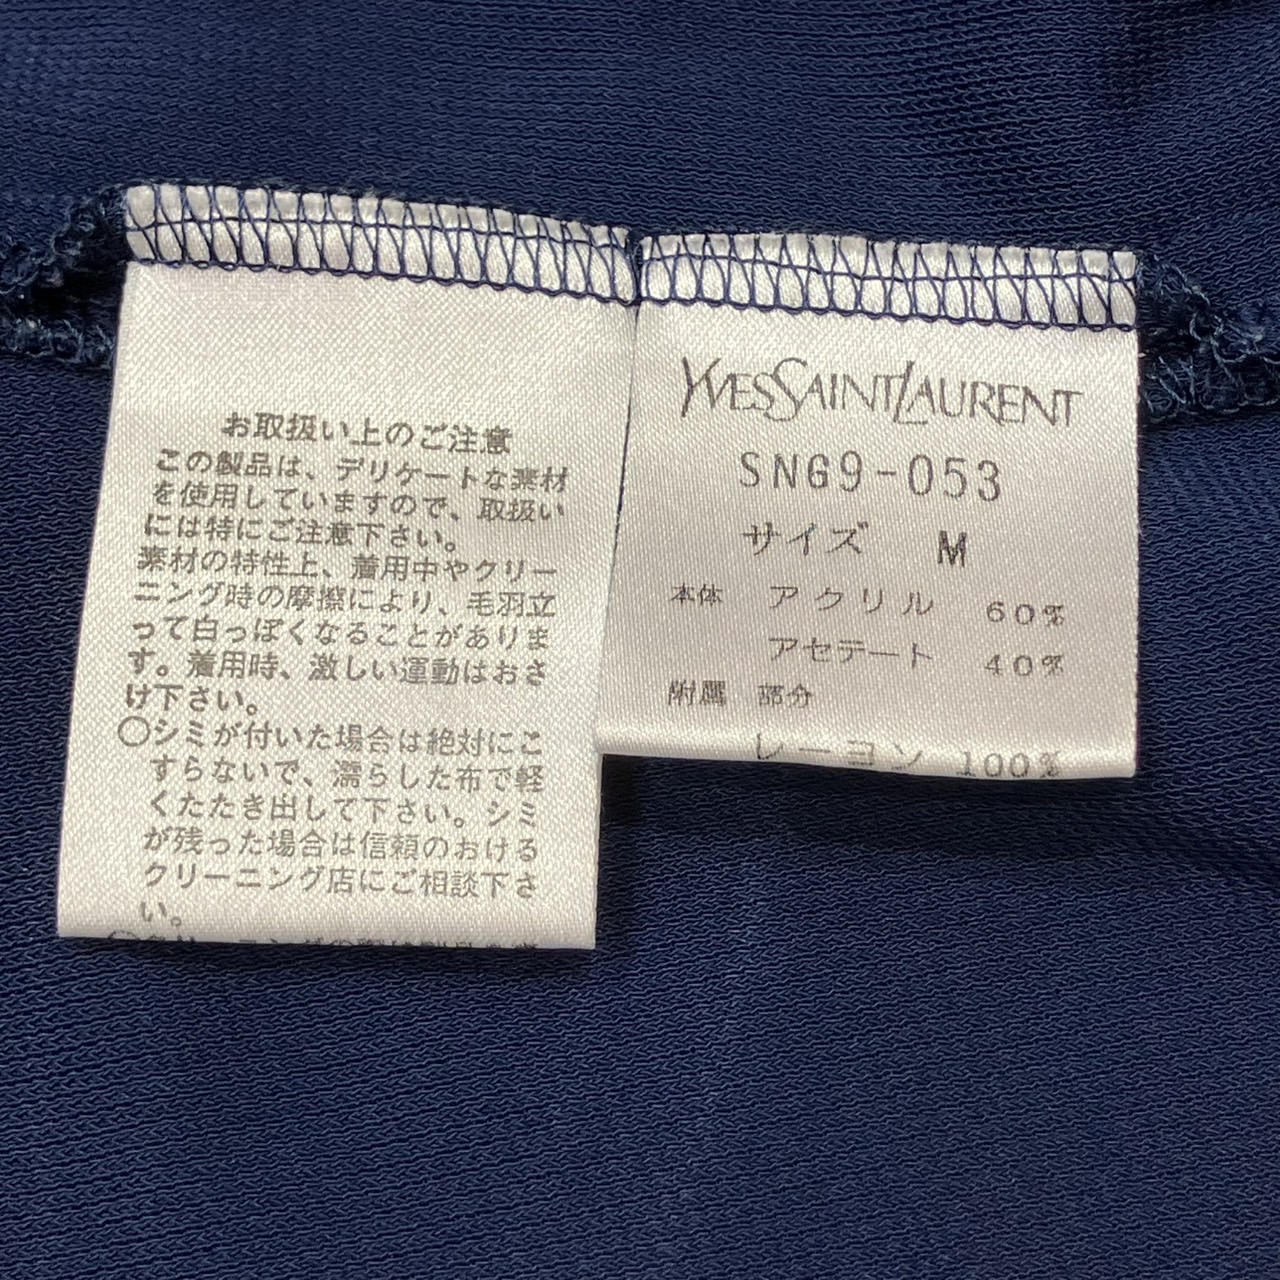 お取扱い上のご注意
この製品は、デリケートな素材
を使用していますので、取扱い
には特にご注意下さい。
素材の特性上、着用中やクリー
ニング時の摩擦により、毛羽立
って白っぽくなることがありま
す。着用時、激しい運動はおさ
け下さい。
○シミが付いた場合は絶対にこ
すらないで、濡らした布で軽
くたたき出して下さい。シミ
が残った場合は信頼のおける
クリーニング店にご相談下さ
い。
YVESSAINTLAURENT
SNG9-053
サイズ M
本体 アクリル 60%
アセテート 40%
附属 部分
レーヨン 100%